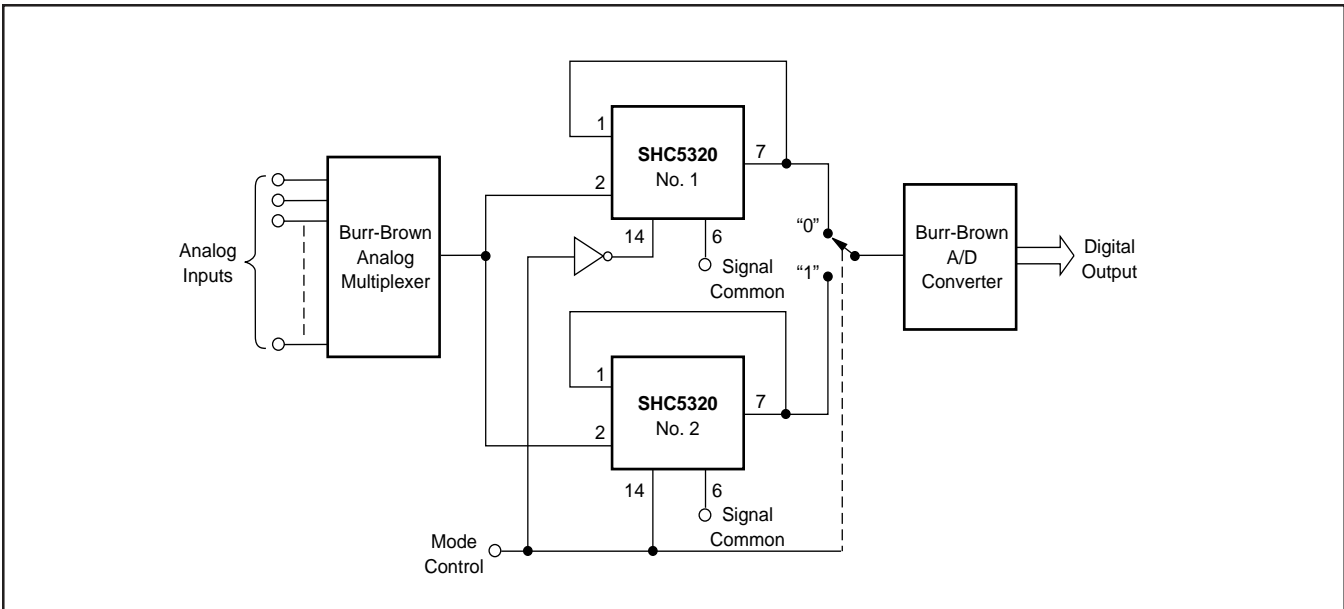 Analog
Inputs
Burr-Brown
Analog
Multiplexer
1
SHC5320
No. 1
7
2
14
6
Signal
Common
“0”
“1”
Burr-Brown
A/D
Converter
Digital
Output
1
SHC5320
No. 2
7
2
14
6
Signal
Common
Mode
Control